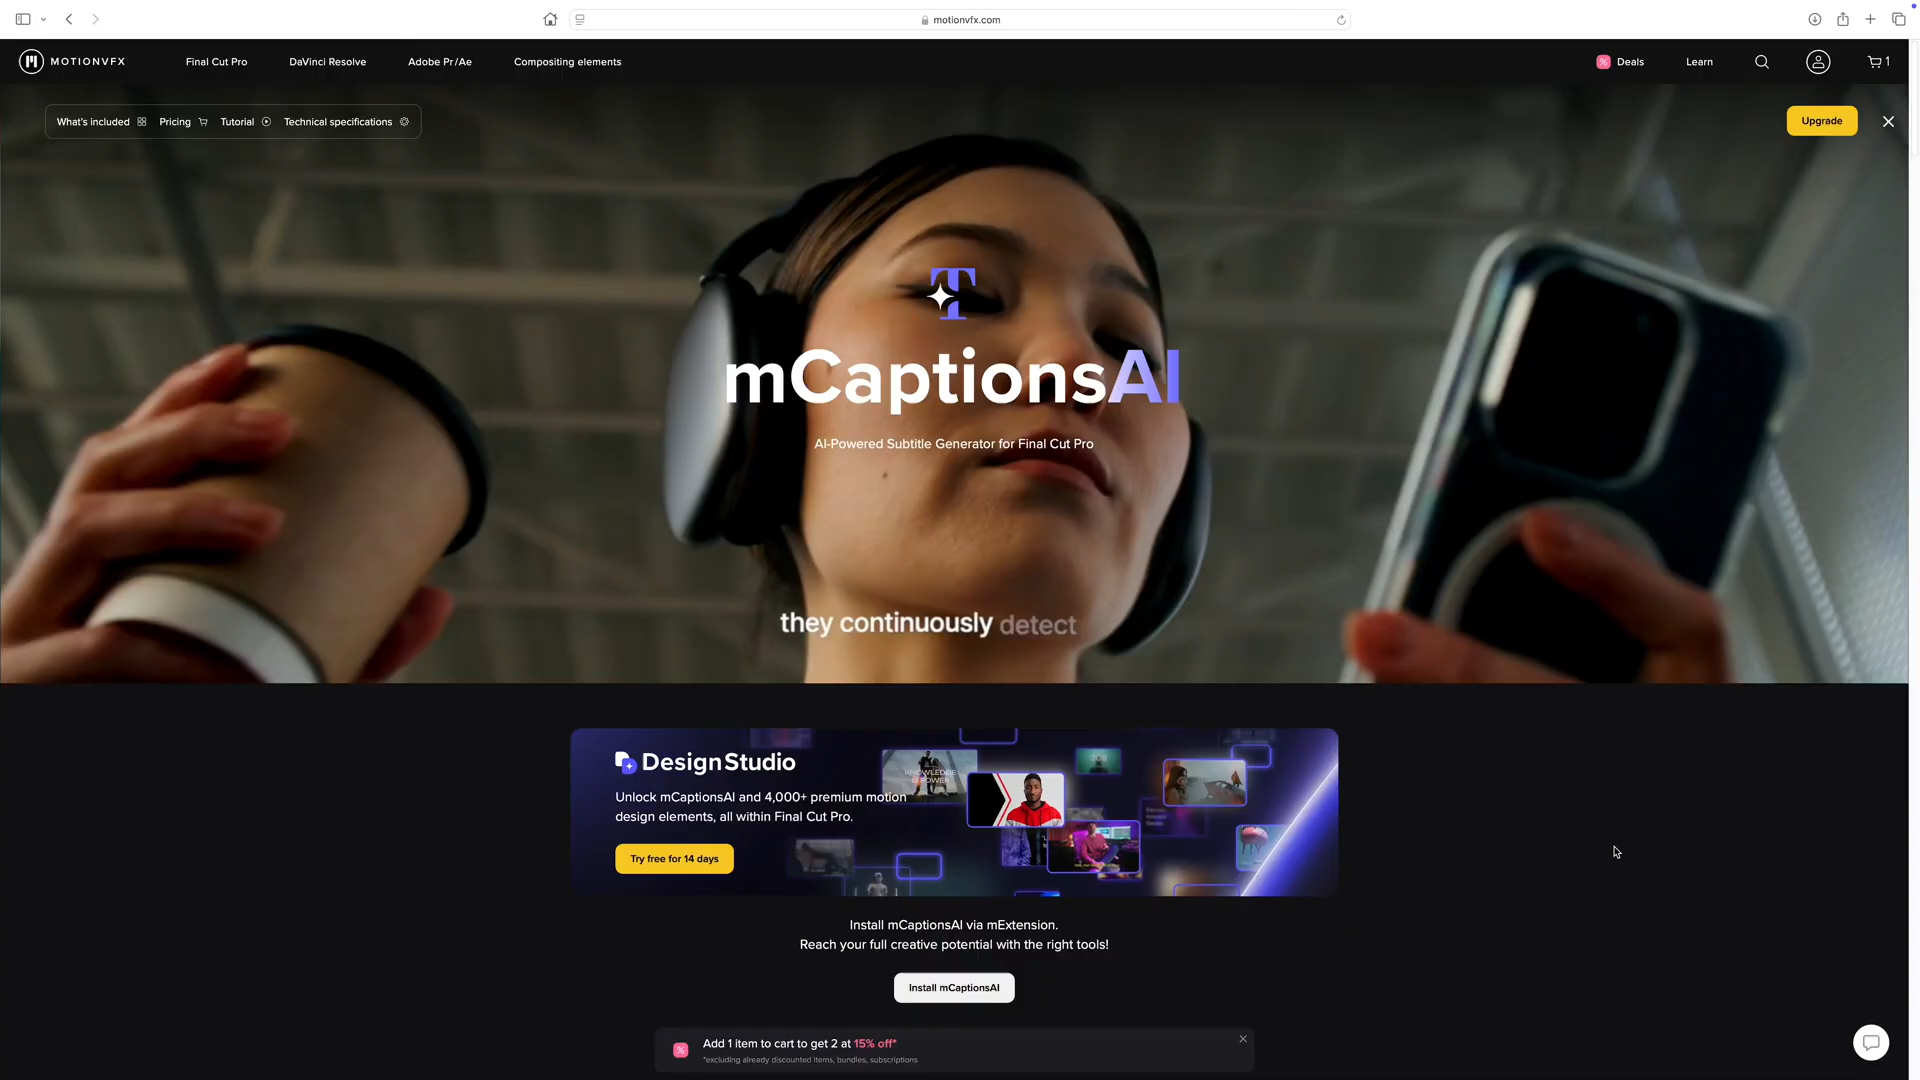 motionvfx.com
MOTIONVFX
Final Cut Pro
DaVinci Resolve
Adobe Pr/Ae
Compositing elements
Deals
Learn
1
What's included
Pricing
Tutorial
Technical specifications
Upgrade
mCaptionsAI
AI-Powered Subtitle Generator for Final Cut Pro
they continuously detect
DesignStudio
Unlock mCaptionsAI and 4,000+ premium motion
design elements, all within Final Cut Pro.
Try free for 14 days
KNOWLEDGE
IS POWER
Install mCaptionsAI via mExtension.
Reach your full creative potential with the right tools!
Install mCaptionsAI
Add 1 item to cart to get 2 at 15% off*
*excluding already discounted items, bundles, subscriptions